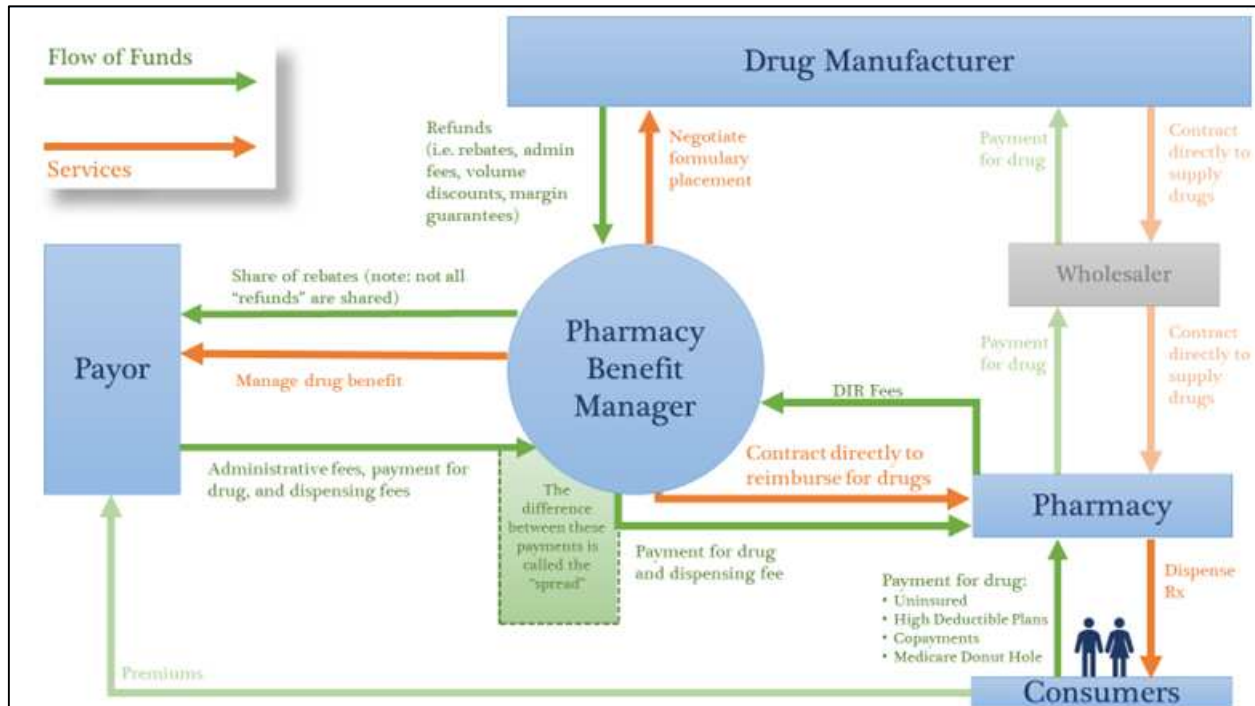 Flow of Funds
Services
Drug Manufacturer
Refunds
(i.e. rebates, admin
fees, volume
discounts, margin
guarantees)
Negotiate
formulary
placement
Payment
for drug
Contract
directly to
supply
drugs
Wholesaler
Payor
Share of rebates (note: not all
"refunds" are shared)
Manage drug benefit
Administrative fees, payment for
drug, and dispensing fees
Pharmacy
Benefit
Manager
The
difference
between these
payments is
called the
"spread"
DIR Fees
Contract directly to
reimburse for drugs
Payment for drug
and dispensing fee
Payment
for drug
Contract
directly to
supply
drugs
Pharmacy
Payment for drug:
• Uninsured
• High Deductible Plans
• Copayments
• Medicare Donut Hole
Dispense
Rx
Premiums
Consumers